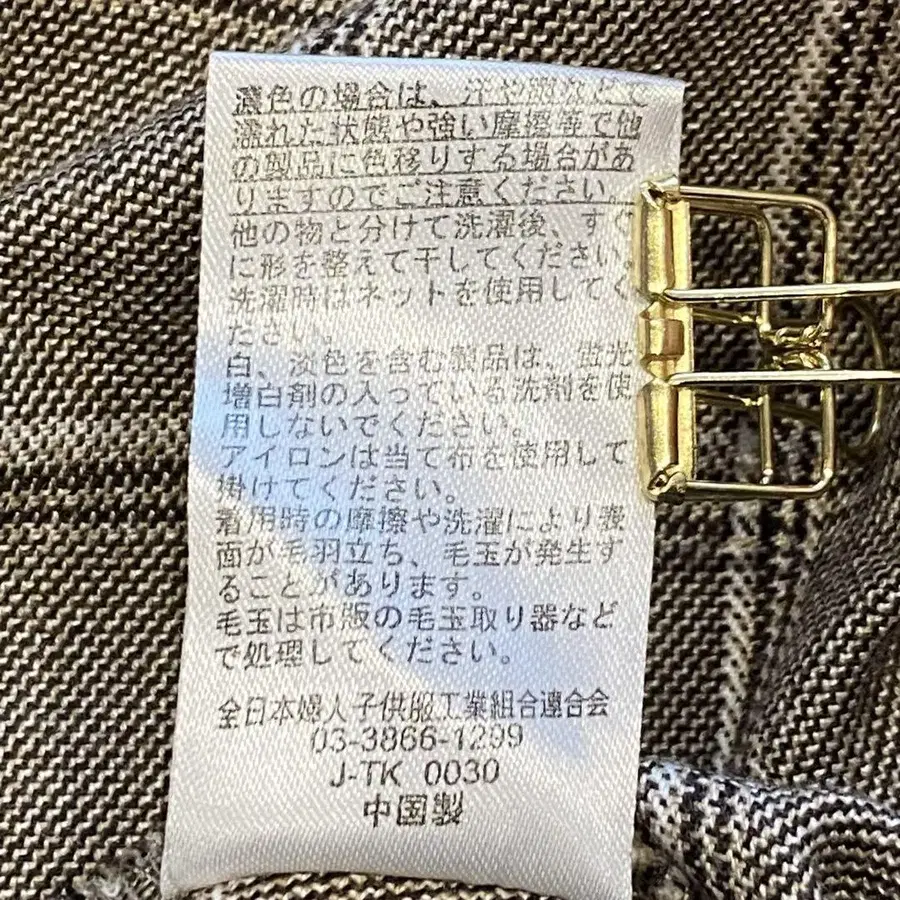 濃色の場合は、汗や雨などで
濡れた状態や強い摩擦等で他
の製品に色移りする場合があ
りますのでご注意ください。
他の物と分けて洗濯後、すぐ
に形を整えて干してください。
洗濯時はネットを使用してく
ださい。
白、淡色を含む製品は、蛍光
増白剤の入っている洗剤を使
用しないでください。
アイロンは当て布を使用して
掛けてください。
着用時の摩擦や洗濯により表
面が毛羽立ち、毛玉が発生す
ることがあります。
毛玉は市販の毛玉取り器など
で処理してください。
全日本婦人子供服工業組合連合会
03-3866-1299
J-TK 0030
中国製